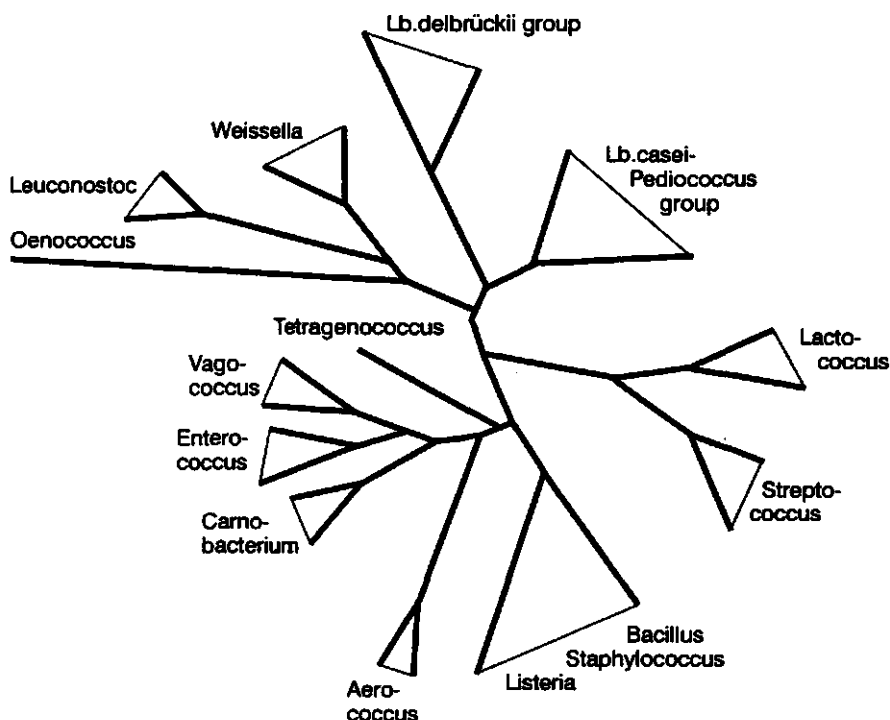 Lb.delbrückii group
Weissella
Lb.casei-
Pediococcus
group
Leuconostoc
Oenococcus
Tetragenococcus
Lacto-
coccus
Vago-
coccus
Entero-
coccus
Strepto-
coccus
Carno-
bacterium
Bacillus
Staphylococcus
Listeria
Aero-
coccus